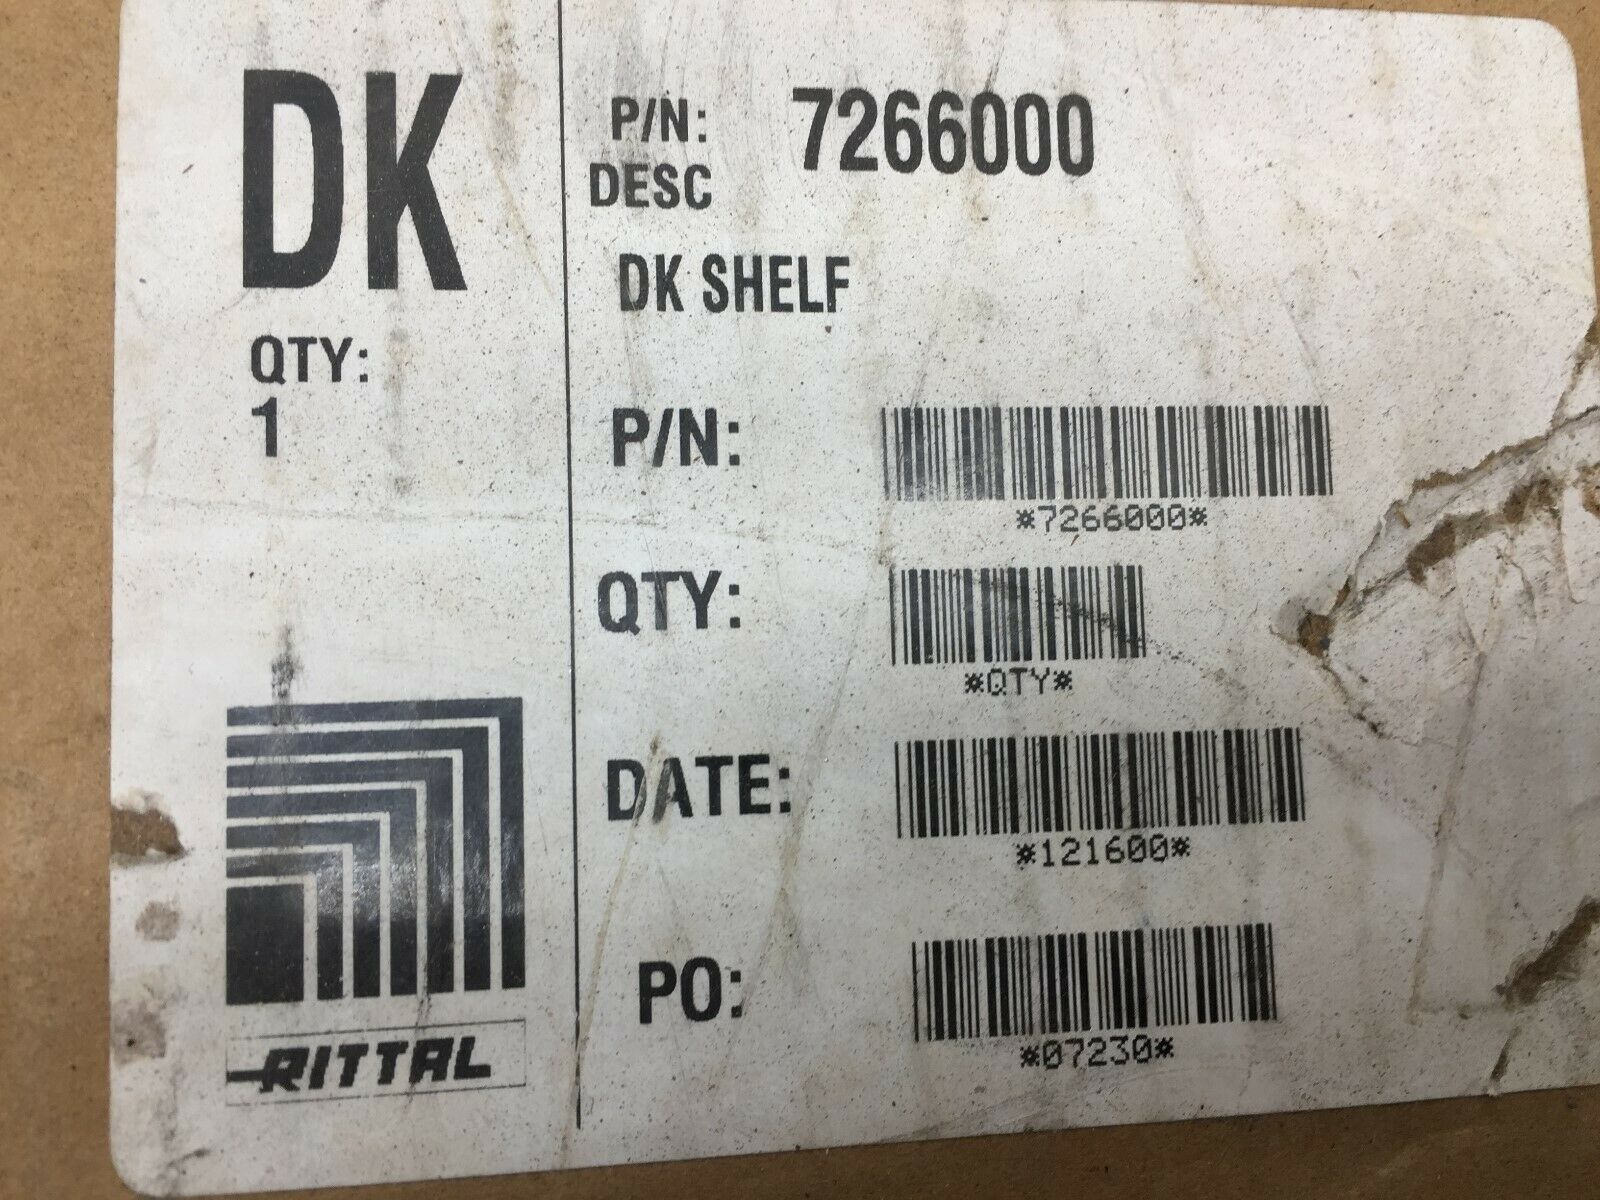 DK
QTY:
1
P/N: 7266000
DESC
DK SHELF
P/N:
*7266000*
QTY:
*QTY*
DATE:
*121600*
PO:
*07230*
RITTAL